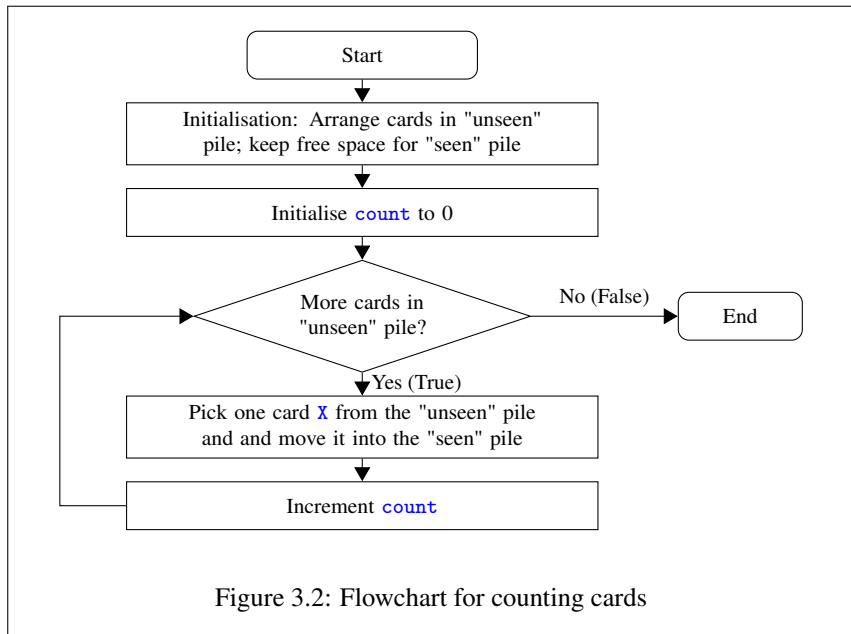 Start
Initialisation: Arrange cards in "unseen"
pile; keep free space for "seen" pile
Initialise count to 0
More cards in
"unseen" pile?
No (False)
End
Yes (True)
Pick one card X from the "unseen" pile
and and move it into the "seen" pile
Increment count
Figure 3.2: Flowchart for counting cards